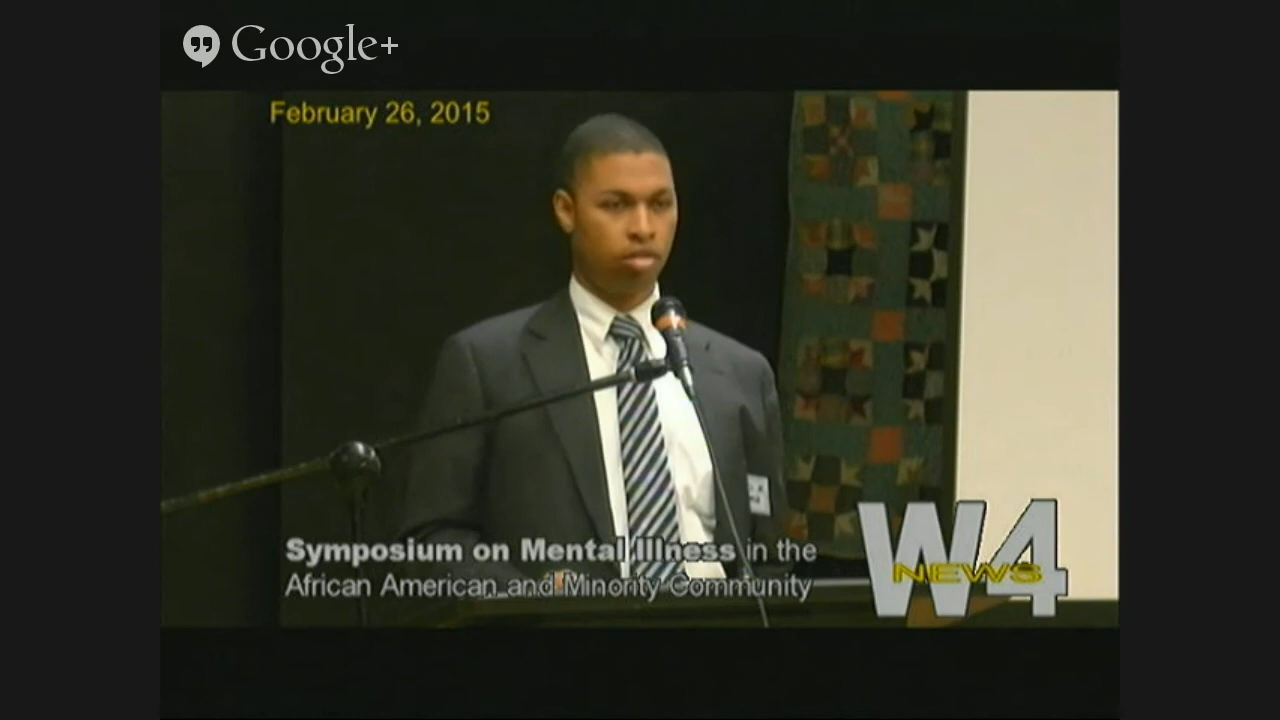 Google+
February 26, 2015
Symposium on Mental Illness in the
African American and Minority Community
W4
NEWS